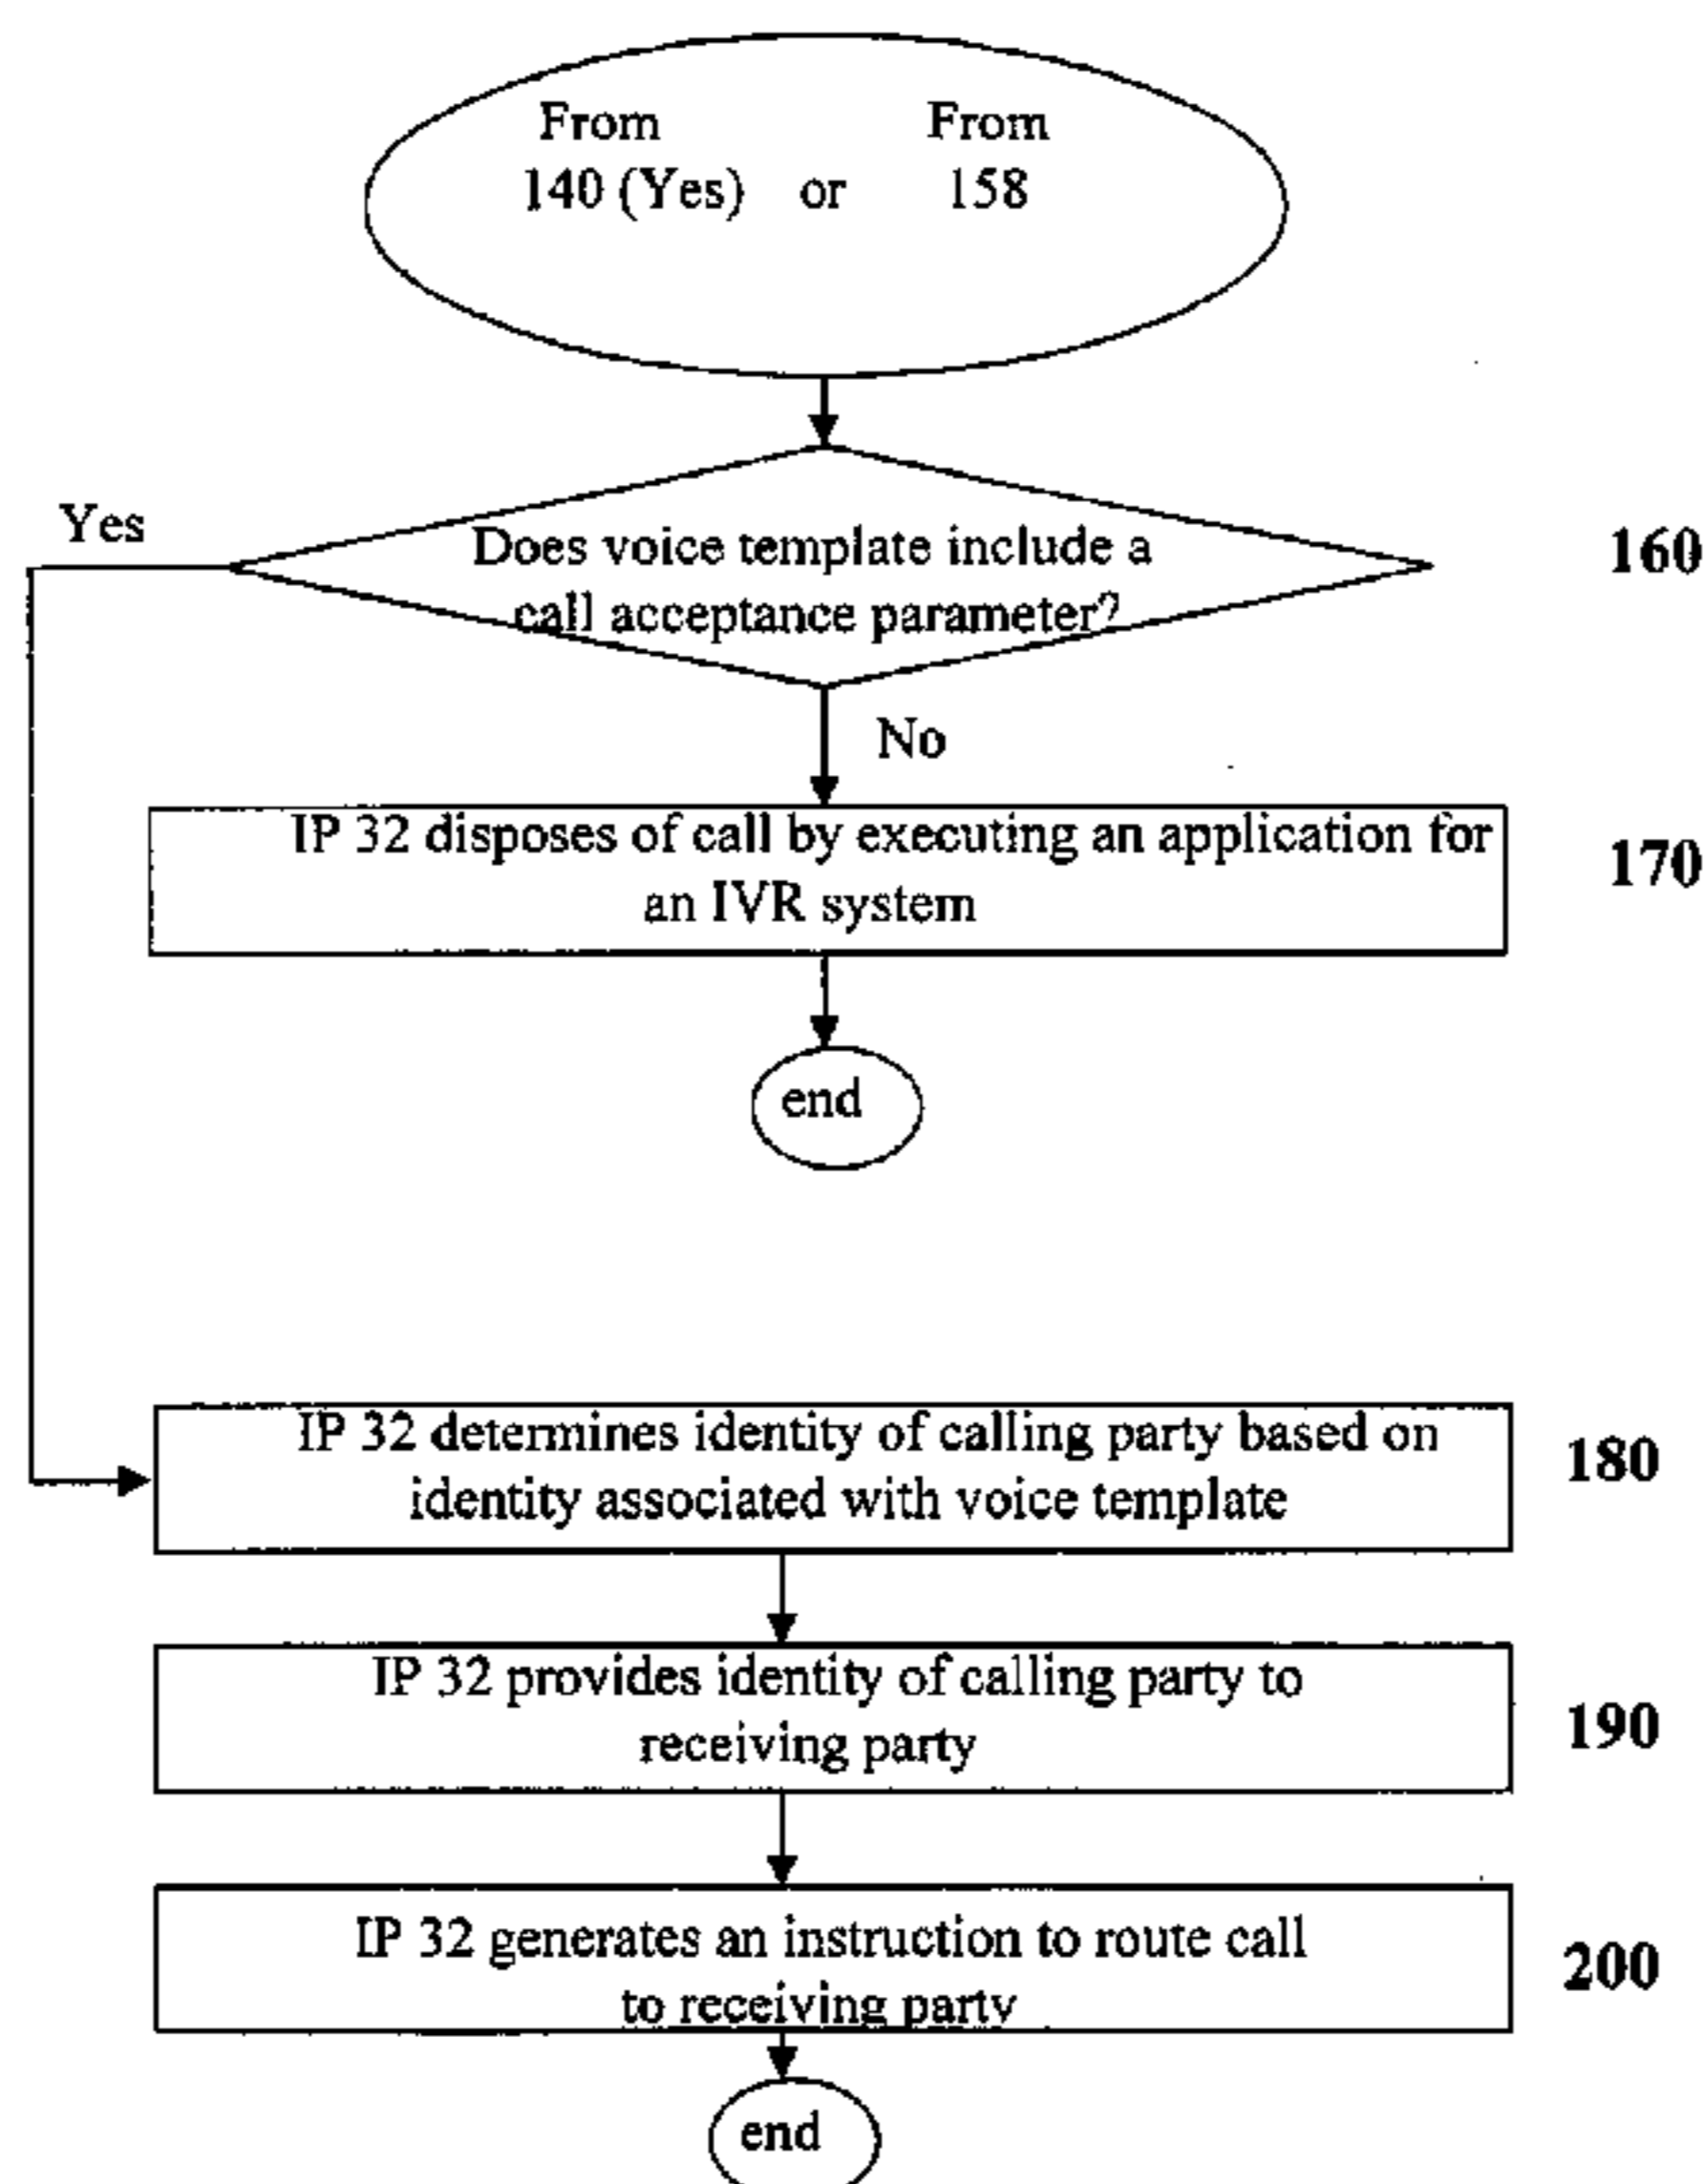 From From
140 (Yes) or 158
Yes
Does voice template include a
call acceptance parameter?
160
No
IP 32 disposes of call by executing an application for
an IVR system
170
end
IP 32 determines identity of calling party based on
identity associated with voice template
180
IP 32 provides identity of calling party to
receiving party
190
IP 32 generates an instruction to route call
to receiving party
200
end